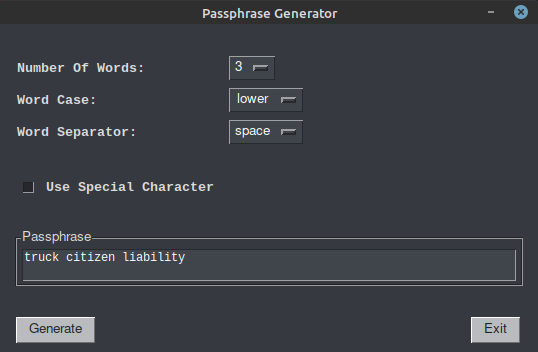 Passphrase Generator
Number Of Words: 3
Word Case: lower
Word Separator: space
Use Special Character
Passphrase
truck citizen liability
Generate Exit